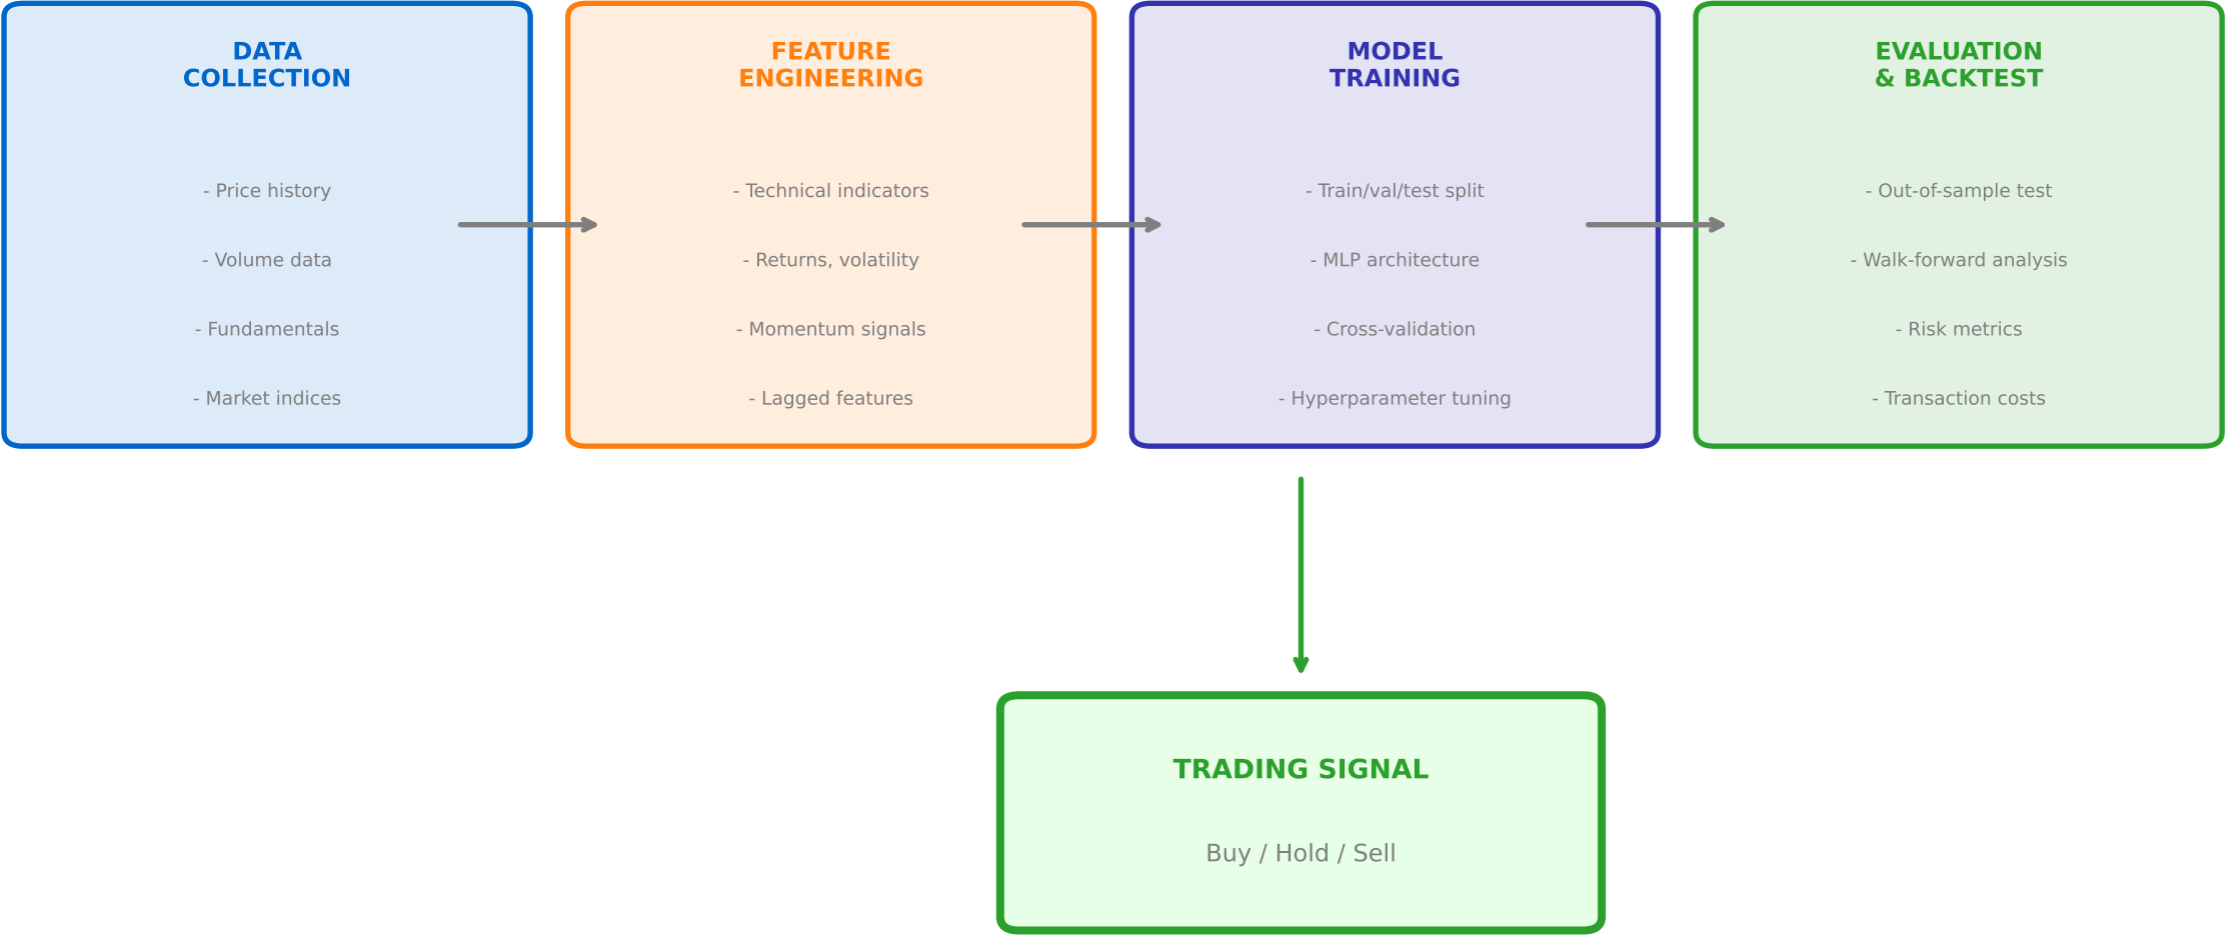 DATA
COLLECTION
- Price history
- Volume data
- Fundamentals
- Market indices
FEATURE
ENGINEERING
- Technical indicators
- Returns, volatility
- Momentum signals
- Lagged features
MODEL
TRAINING
- Train/val/test split
- MLP architecture
- Cross-validation
- Hyperparameter tuning
EVALUATION
& BACKTEST
- Out-of-sample test
- Walk-forward analysis
- Risk metrics
- Transaction costs
TRADING SIGNAL
Buy / Hold / Sell